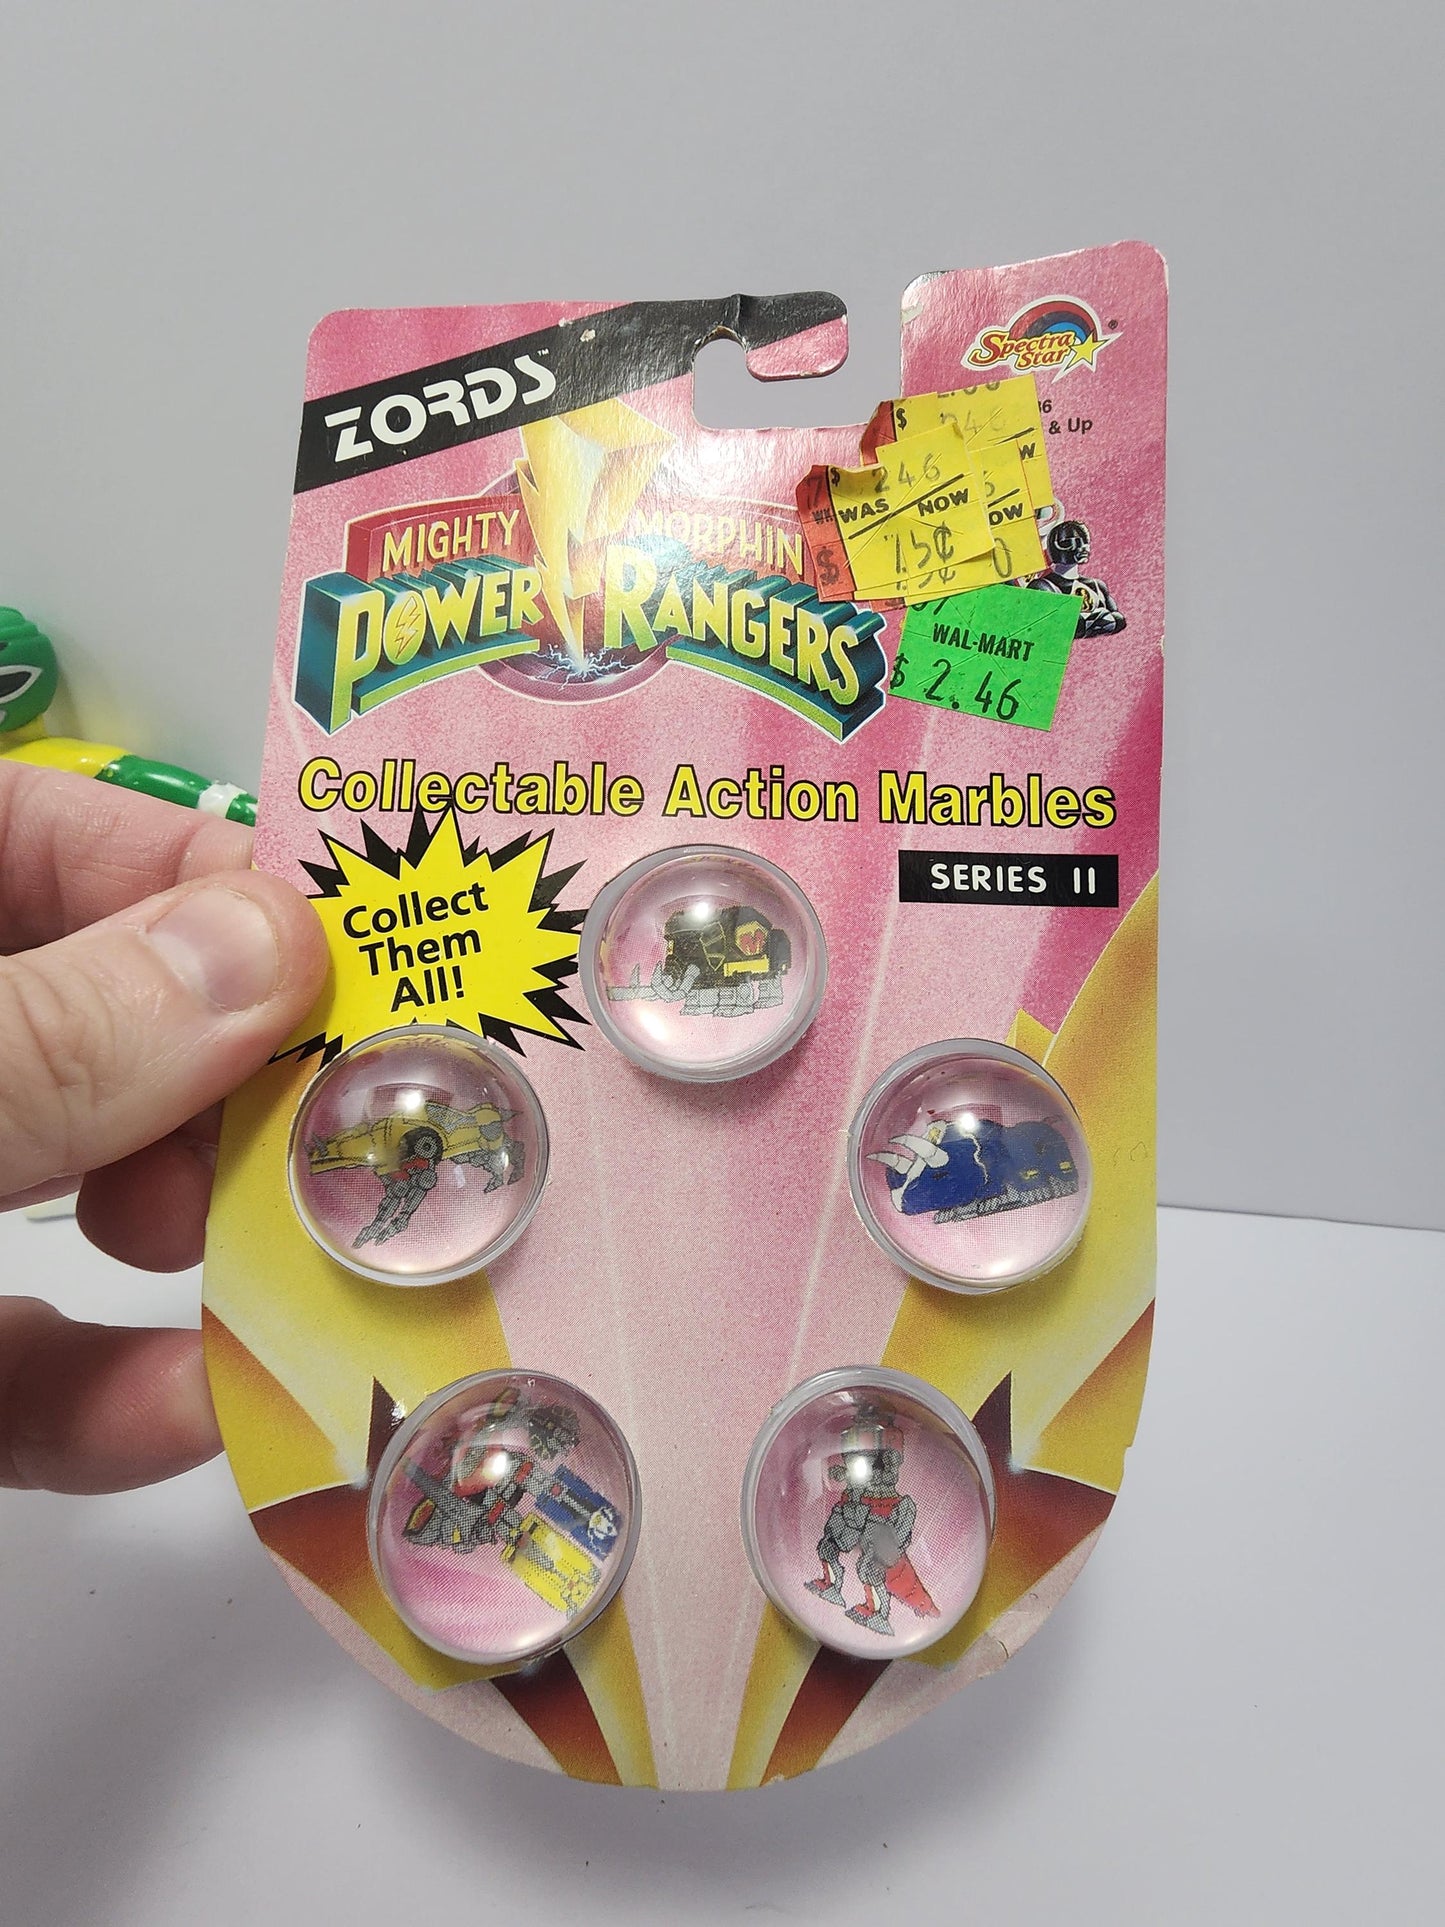 ZORDS™
Spectra
Star®
& Up
MIGHTY MORPHIN
POWER RANGERS
$ 246
WAS NOW
75¢
WAL-MART
$ 2.46
Collectable Action Marbles
SERIES II
Collect
Them
All!